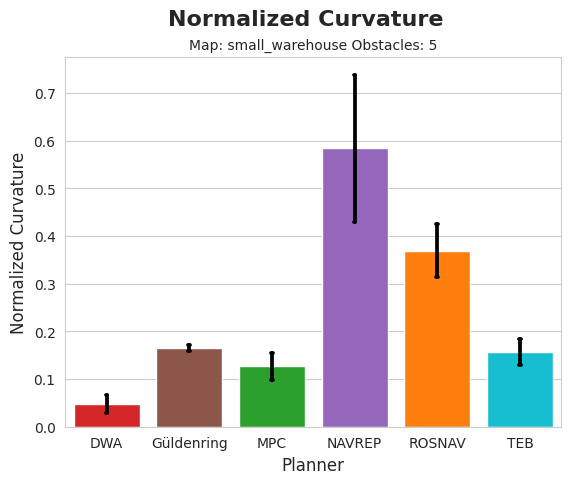 Normalized Curvature
Map: small_warehouse Obstacles: 5
Normalized Curvature
0.7
0.6
0.5
0.4
0.3
0.2
0.1
0.0
DWA Güldenring MPC NAVREP ROSNAV TEB
Planner